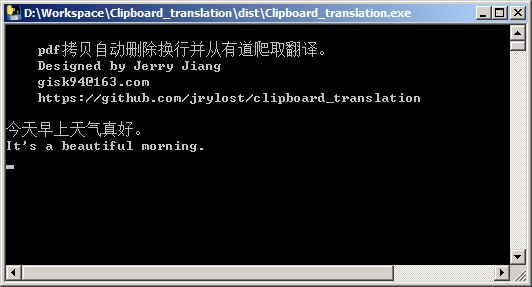 D:\Workspace\Clipboard_translation\dist\Clipboard_translation.exe
pdf拷贝自动删除换行并从有道爬取翻译。
Designed by Jerry Jiang
gisk94@163.com
https://github.com/jrylost/clipboard_translation
今天早上天气真好。
It's a beautiful morning.